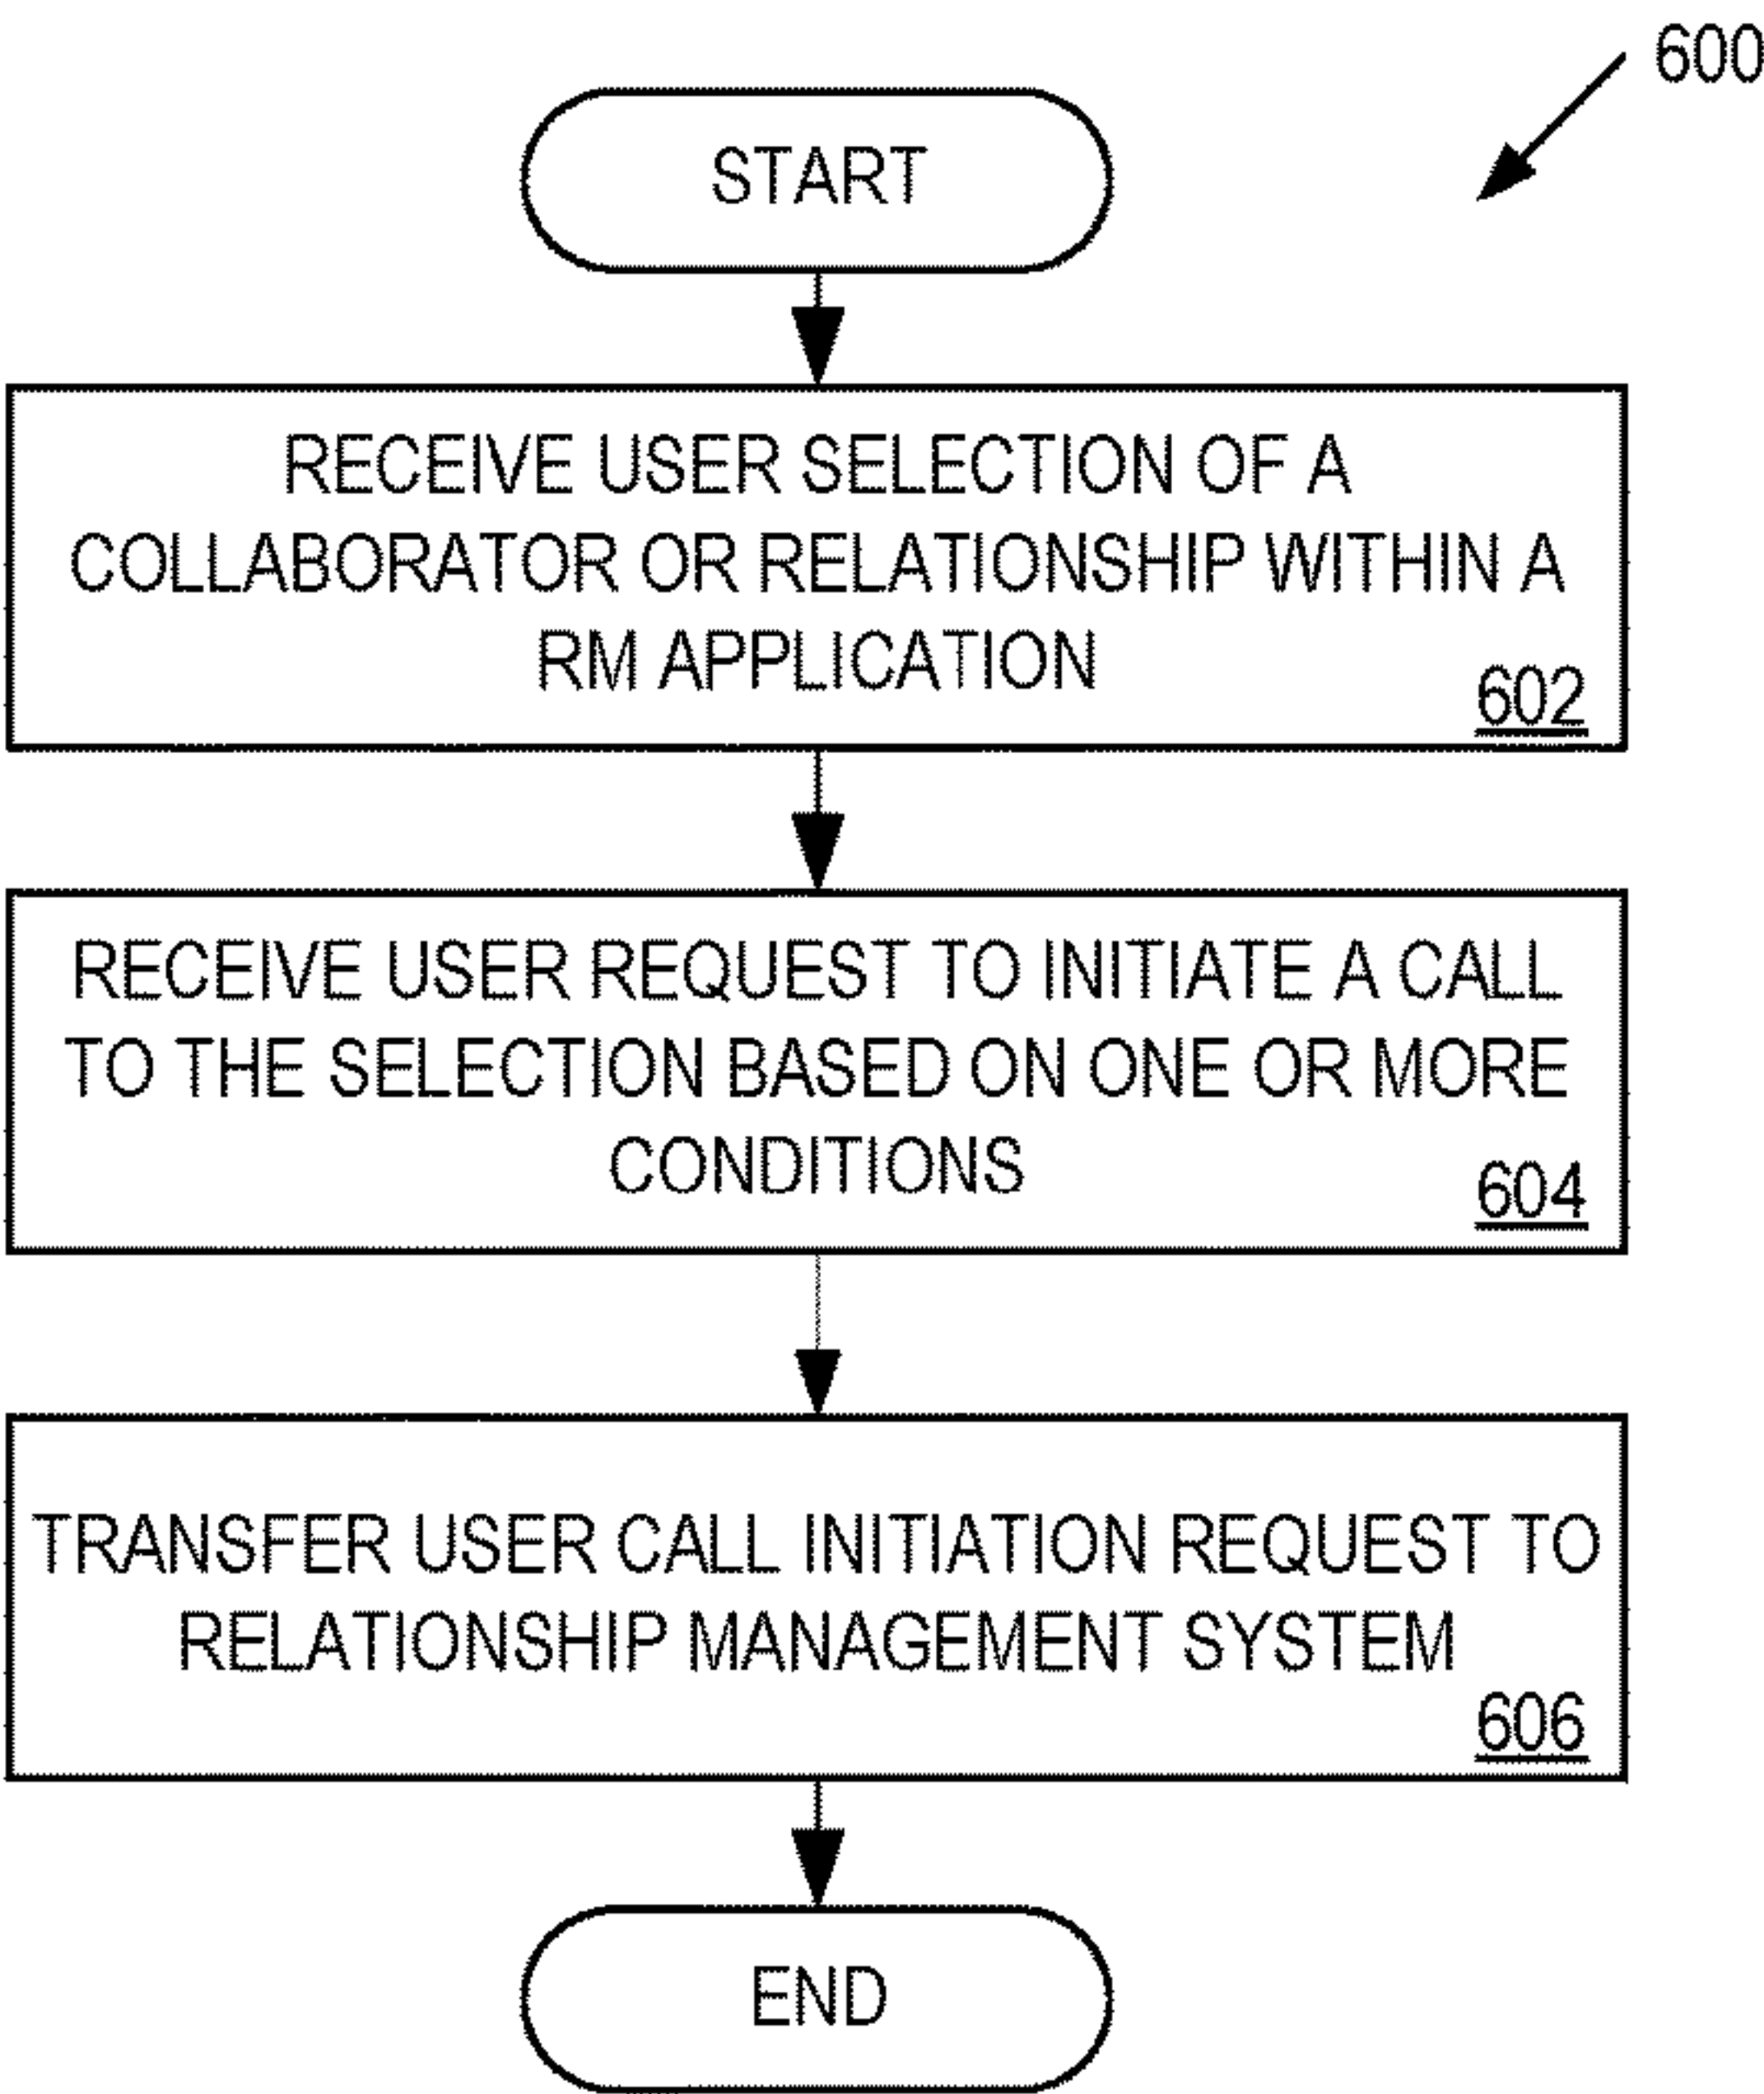 600
START
RECEIVE USER SELECTION OF A
COLLABORATOR OR RELATIONSHIP WITHIN A
RM APPLICATION
602
RECEIVE USER REQUEST TO INITIATE A CALL
TO THE SELECTION BASED ON ONE OR MORE
CONDITIONS
604
TRANSFER USER CALL INITIATION REQUEST TO
RELATIONSHIP MANAGEMENT SYSTEM
606
END